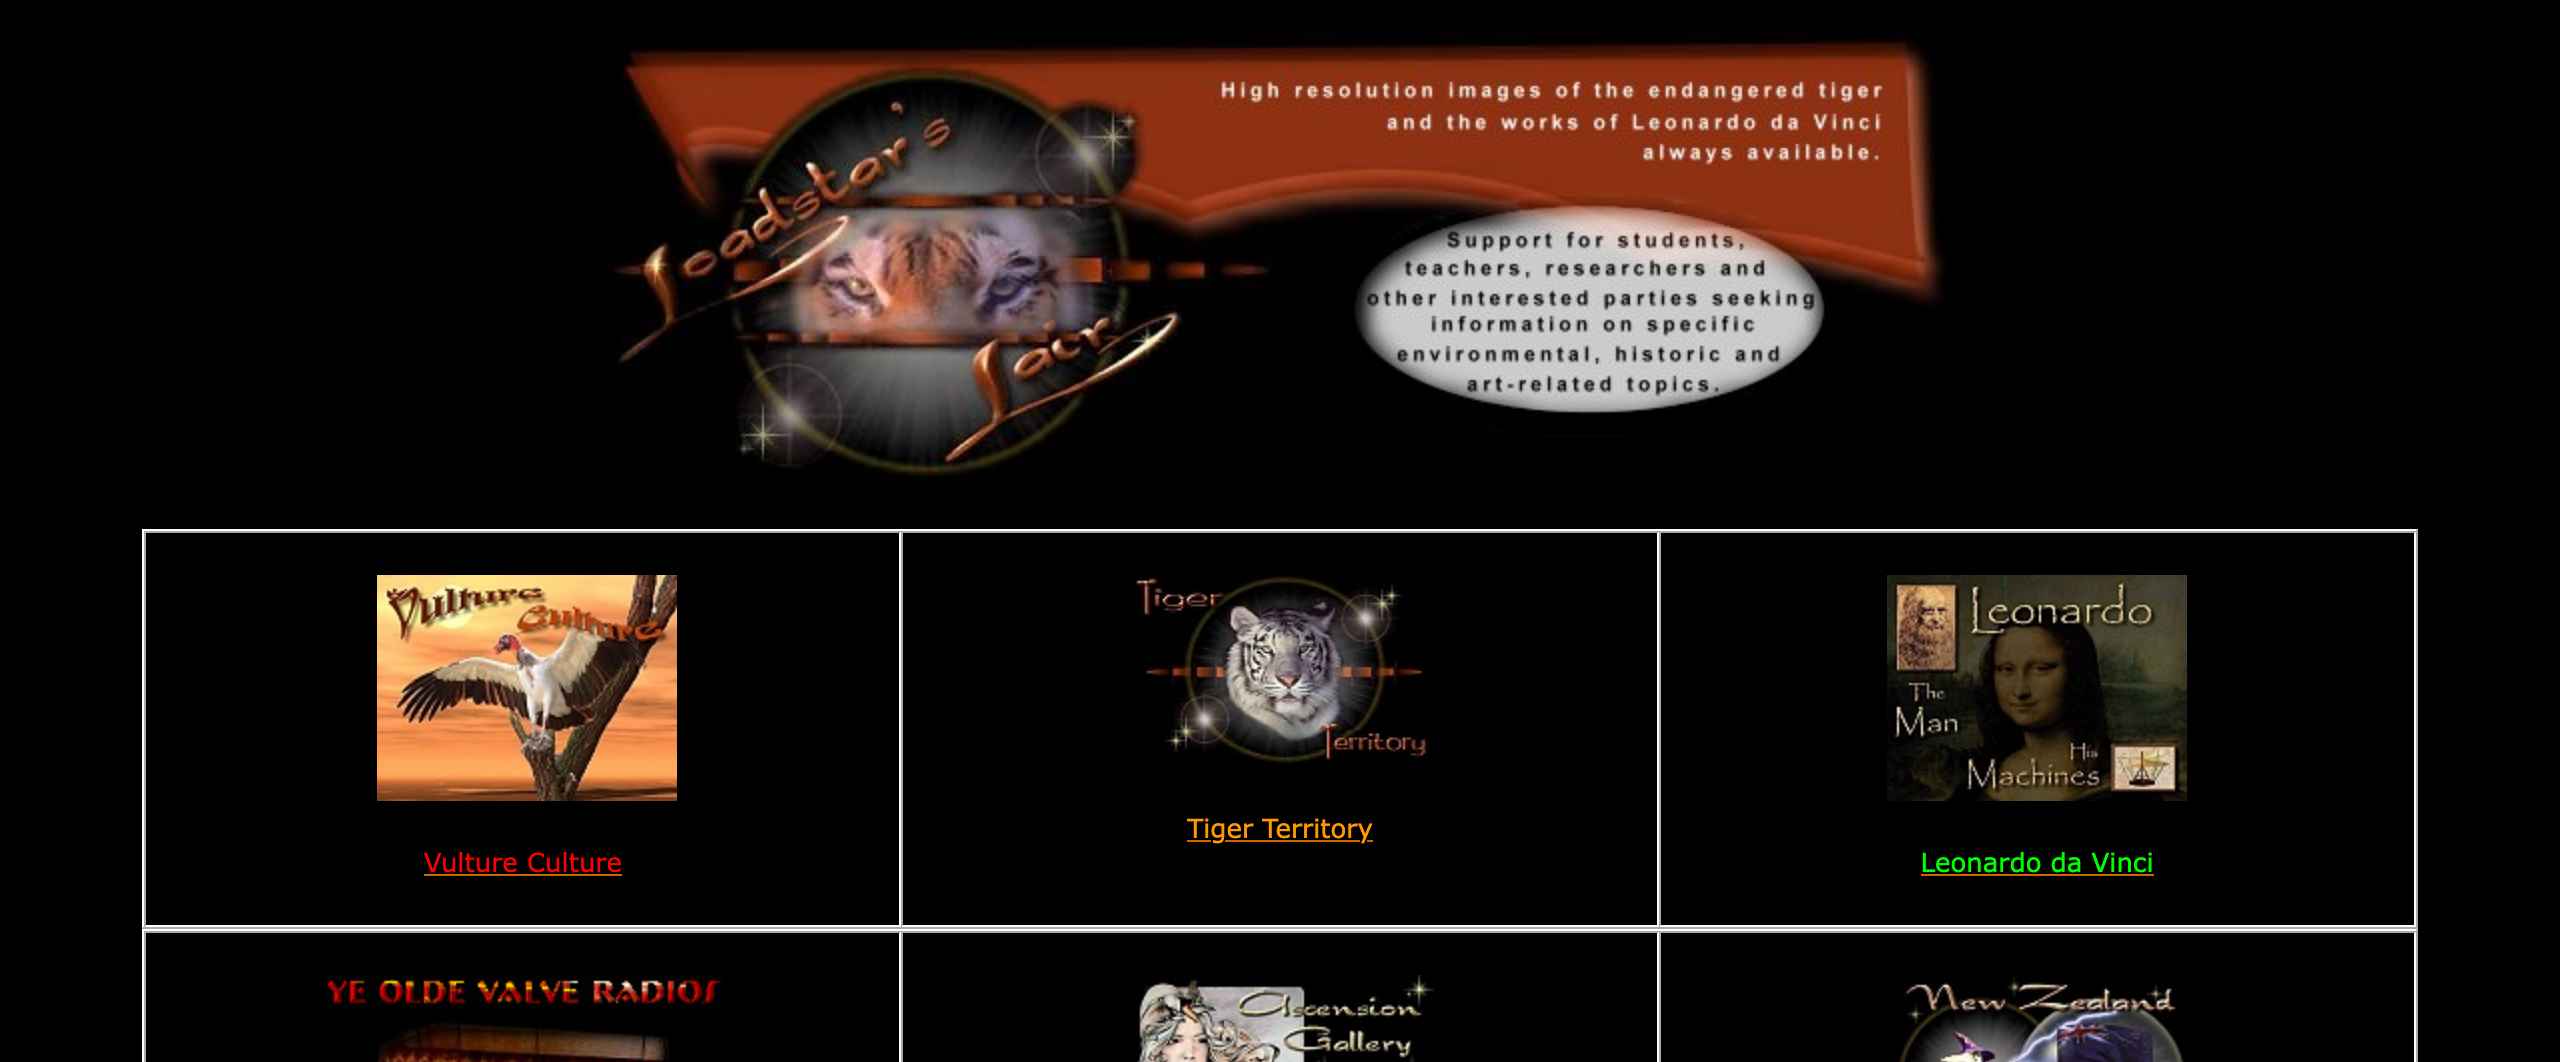 Loadstar's
Lair
High resolution images of the endangered tiger
and the works of Leonardo da Vinci
always available.
Support for students,
teachers, researchers and
other interested parties seeking
information on specific
environmental, historic and
art-related topics.
Vulture
Culture
Vulture Culture
Tiger
Territory
Tiger Territory
Leonardo
The
Man
His
Machines
Leonardo da Vinci
YE OLDE VALVE RADIOS
Ascension
Gallery
New Zealand